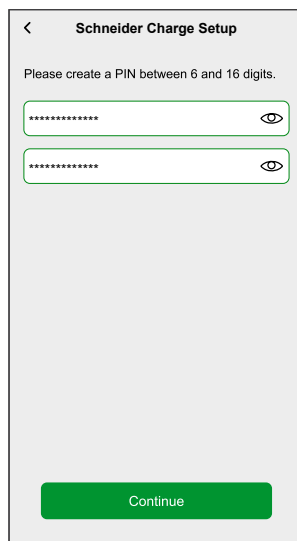 Schneider Charge Setup
Please create a PIN between 6 and 16 digits.
*************
*************
Continue